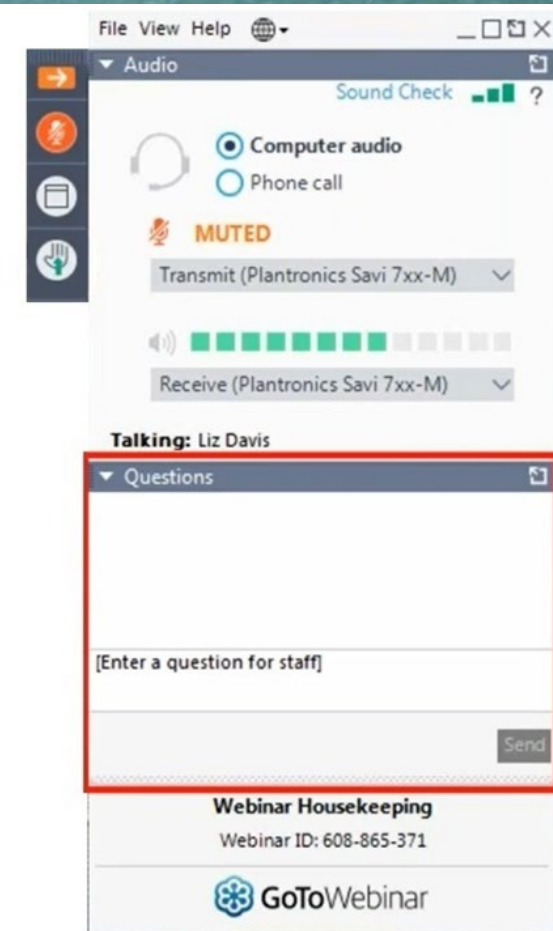 File View Help
Audio
Sound Check ?
Computer audio
Phone call
MUTED
Transmit (Plantronics Savi 7xx-M)
Receive (Plantronics Savi 7xx-M)
Talking: Liz Davis
Questions
[Enter a question for staff]
Send
Webinar Housekeeping
Webinar ID: 608-865-371
GoToWebinar